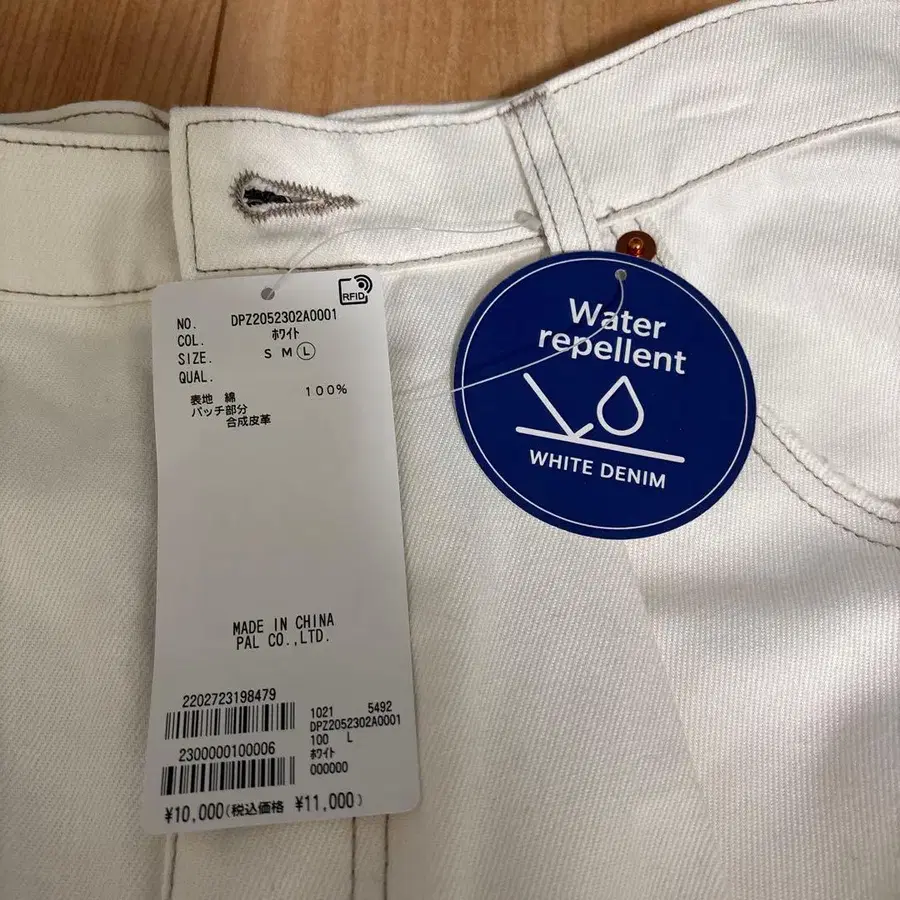 RFID
NO. DPZ2052302A0001
COL. ホワイト
SIZE. S M L
QUAL.
表地 綿 100%
パッチ部分
合成皮革
MADE IN CHINA
PAL CO.,LTD.
2202723198479
2300000100006
1021 5492
DPZ2052302A0001
100 L
ホワイト
000000
¥10,000(税込価格 ¥11,000)
Water
repellent
WHITE DENIM